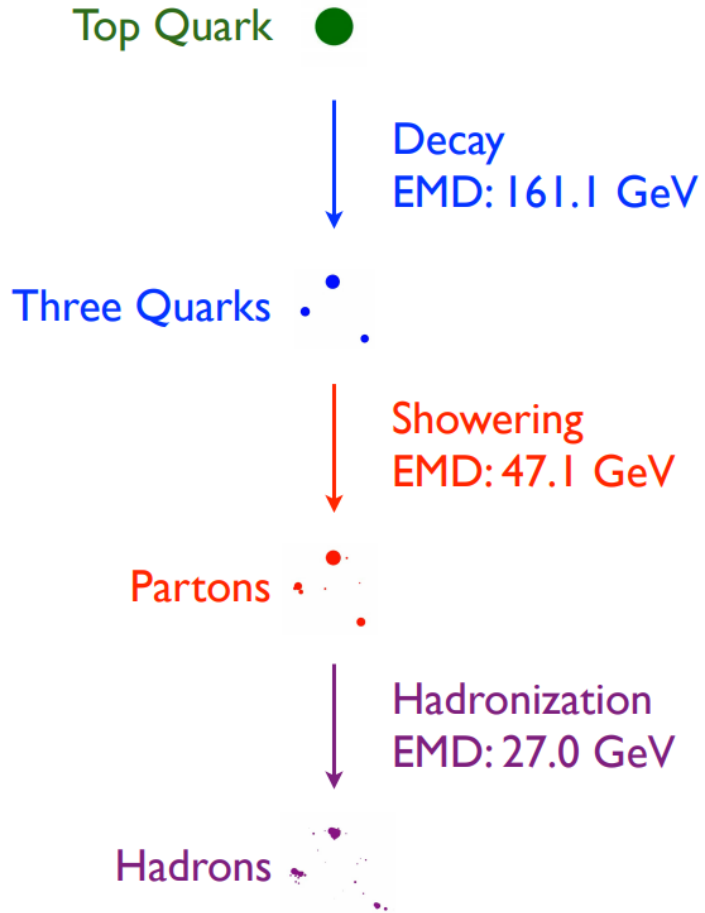 Top Quark
Decay
EMD: 161.1 GeV
Three Quarks
Showering
EMD: 47.1 GeV
Partons
Hadronization
EMD: 27.0 GeV
Hadrons